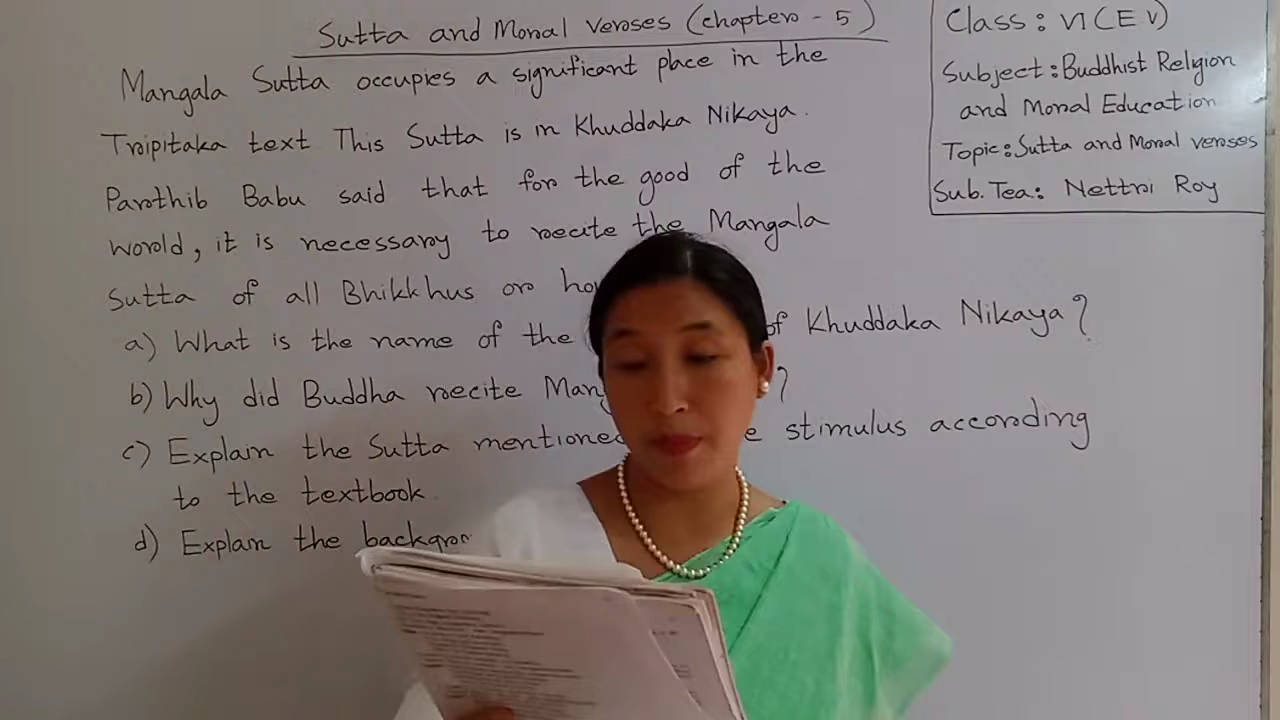 Sutta and Moral Verses (chapter - 5)
Mangala Sutta occupies a significant place in the
Tripitaka text This Sutta is in Khuddaka Nikaya.
Parthib Babu said that for the good of the
world, it is necessary to recite the Mangala
Sutta of all Bhikkhus or
a) What is the name of the of Khuddaka Nikaya?
b) Why did Buddha recite ?
c) Explain the Sutta mentioned stimulus according
to the textbook
d) Explain the
Class: VI (E V)
Subject: Buddhist Religion
and Moral Education
Topic: Sutta and Moral verses
Sub. Tea: Nettri Roy